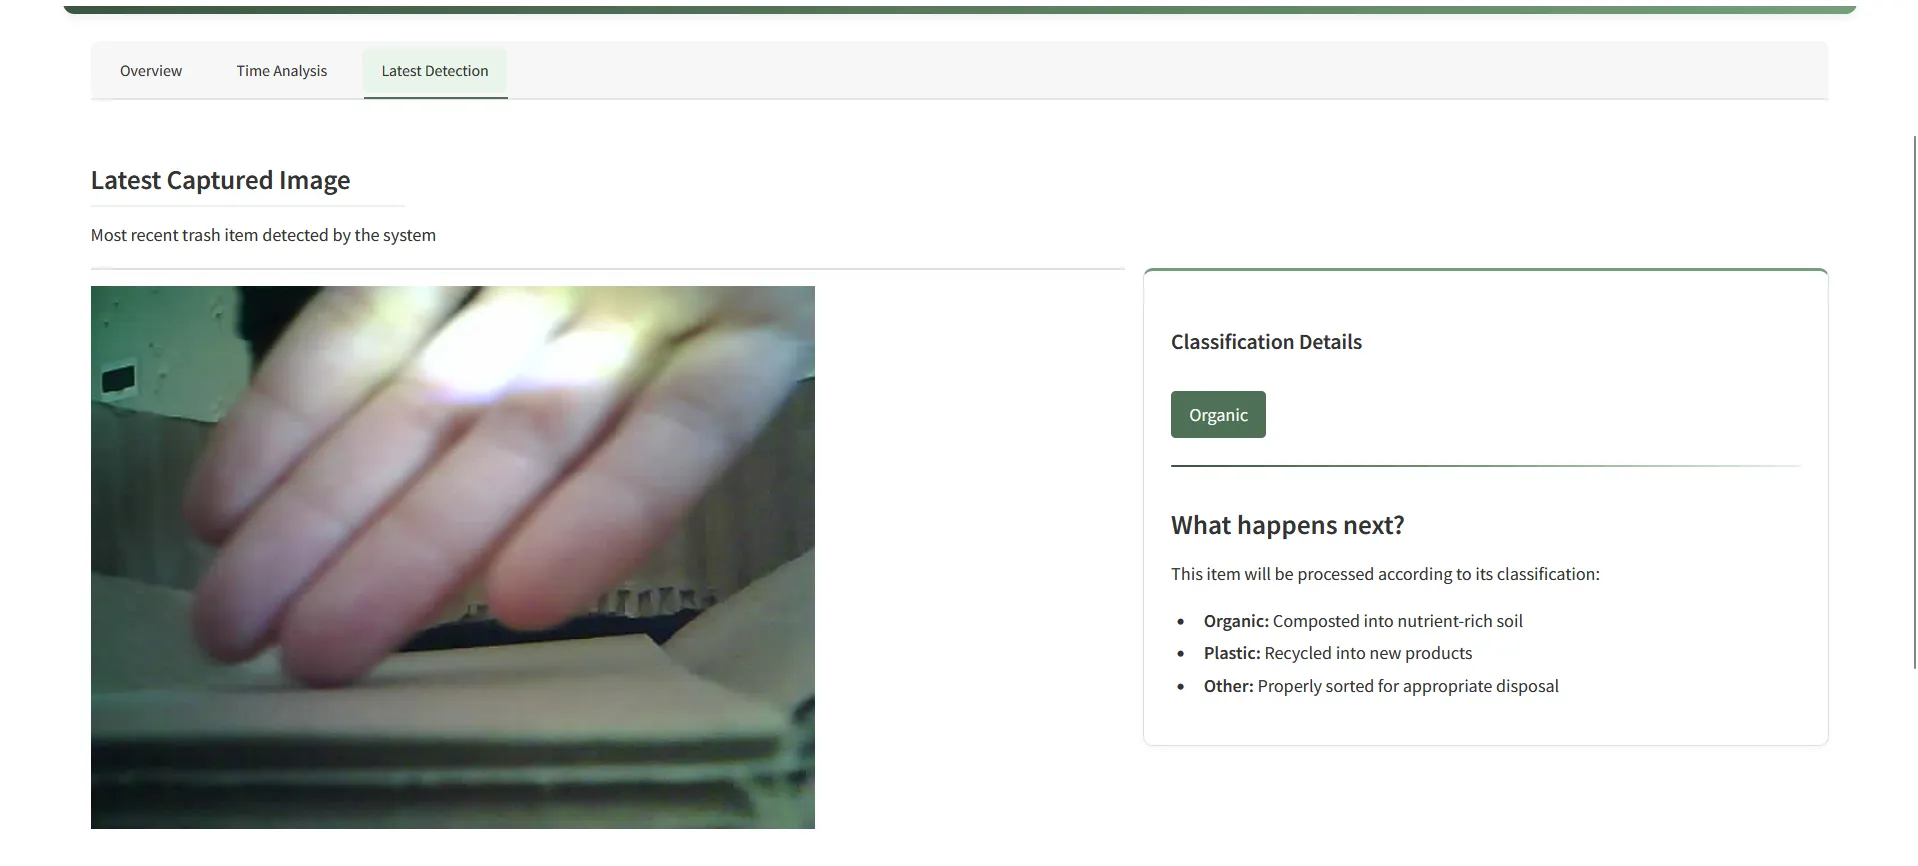 Overview
Time Analysis
Latest Detection
Latest Captured Image
Most recent trash item detected by the system
Classification Details
Organic
What happens next?
This item will be processed according to its classification:
Organic: Composted into nutrient-rich soil
Plastic: Recycled into new products
Other: Properly sorted for appropriate disposal